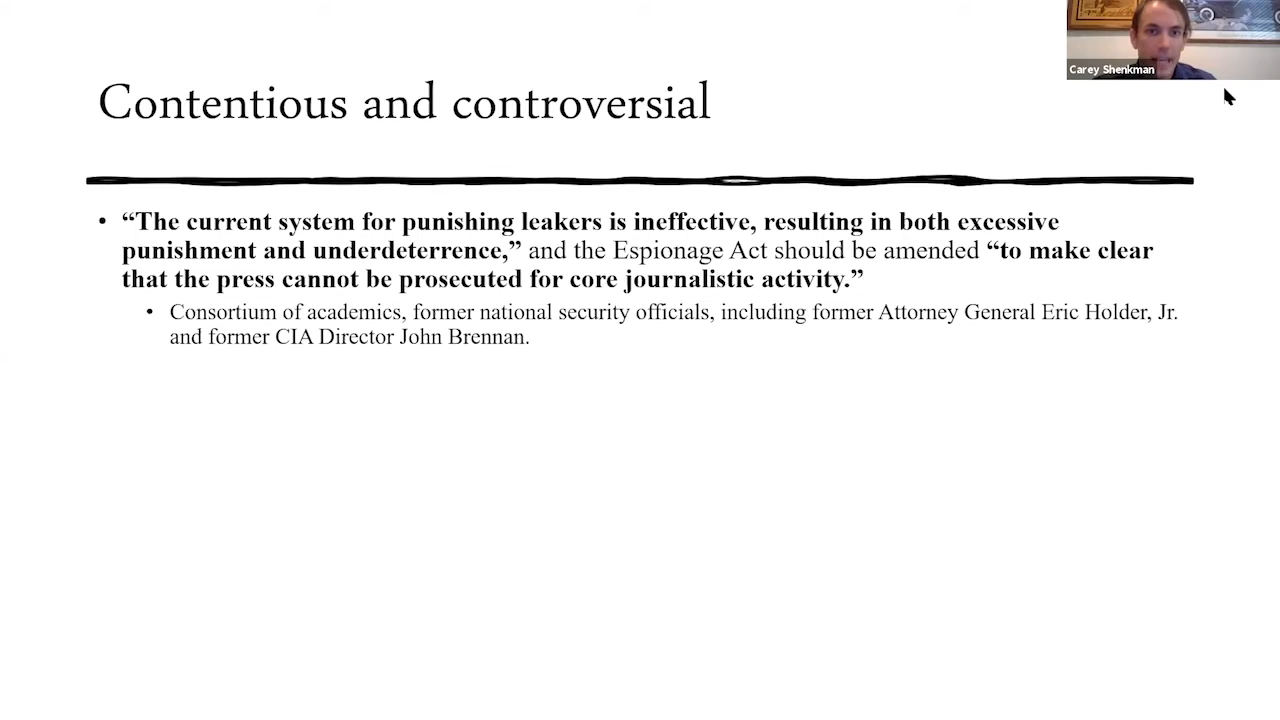 Carey Shenkman
Contentious and controversial
• “The current system for punishing leakers is ineffective, resulting in both excessive
punishment and underdeterrence,” and the Espionage Act should be amended “to make clear
that the press cannot be prosecuted for core journalistic activity.”
• Consortium of academics, former national security officials, including former Attorney General Eric Holder, Jr.
and former CIA Director John Brennan.